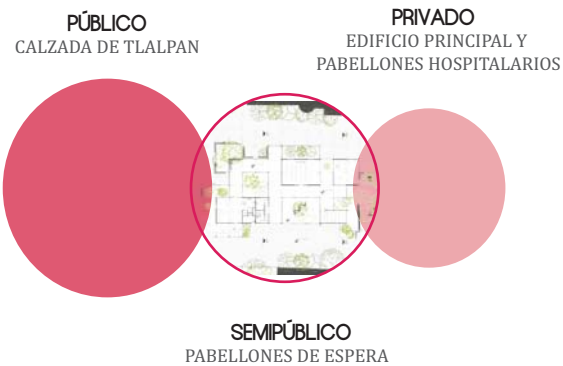 PÚBLICO
CALZADA DE TLALPAN
PRIVADO
EDIFICIO PRINCIPAL Y
PABELLONES HOSPITALARIOS
SEMIPÚBLICO
PABELLONES DE ESPERA